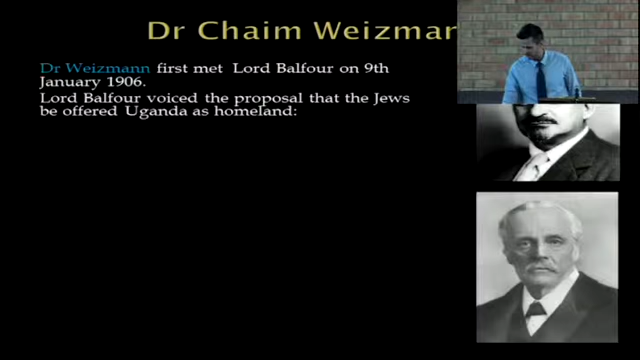 Dr Chaim Weizmar
Dr Weizmann first met Lord Balfour on 9th
January 1906.
Lord Balfour voiced the proposal that the Jews
be offered Uganda as homeland: